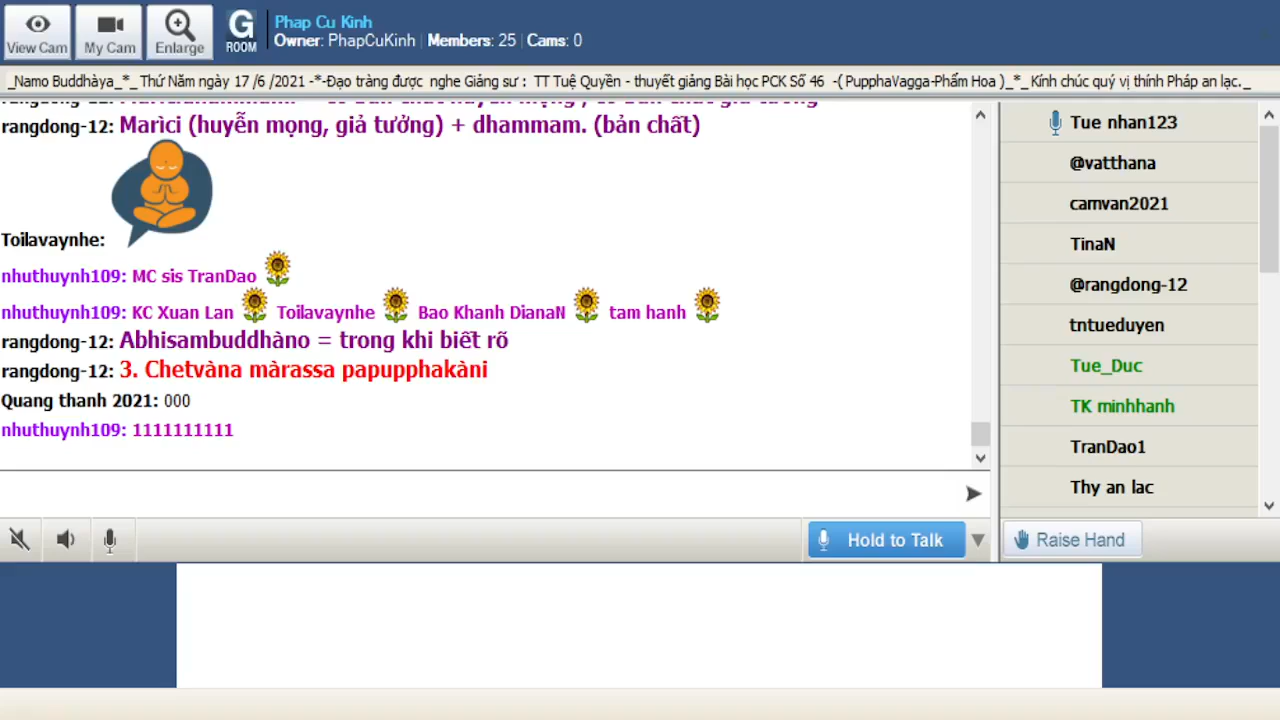 View Cam
My Cam
Enlarge
G ROOM
Phap Cu Kinh
Owner: PhapCuKinh | Members: 25 | Cams: 0
_Namo Buddhàya_*_Thứ Năm ngày 17 /6 /2021 -*-Đạo tràng được nghe Giảng sư : TT Tuệ Quyền - thuyết giảng Bài học PCK Số 46 -( PupphaVagga-Phẩm Hoa )_*_Kính chúc quý vị thính Pháp an lạc._
rangdong-12: Marìci (huyễn mọng, giả tưởng) + dhammam. (bản chất)
Toilavaynhe:
nhuthuynh109: MC sis TranDao
nhuthuynh109: KC Xuan Lan Toilavaynhe Bao Khanh DianaN tam hanh
rangdong-12: Abhisambuddhàno = trong khi biết rõ
rangdong-12: 3. Chetvàna màrassa papupphakàni
Quang thanh 2021: 000
nhuthuynh109: 1111111111
Tue nhan123
@vatthana
camvan2021
TinaN
@rangdong-12
tntueduyen
Tue_Duc
TK minhhanh
TranDao1
Thy an lac
Hold to Talk
Raise Hand